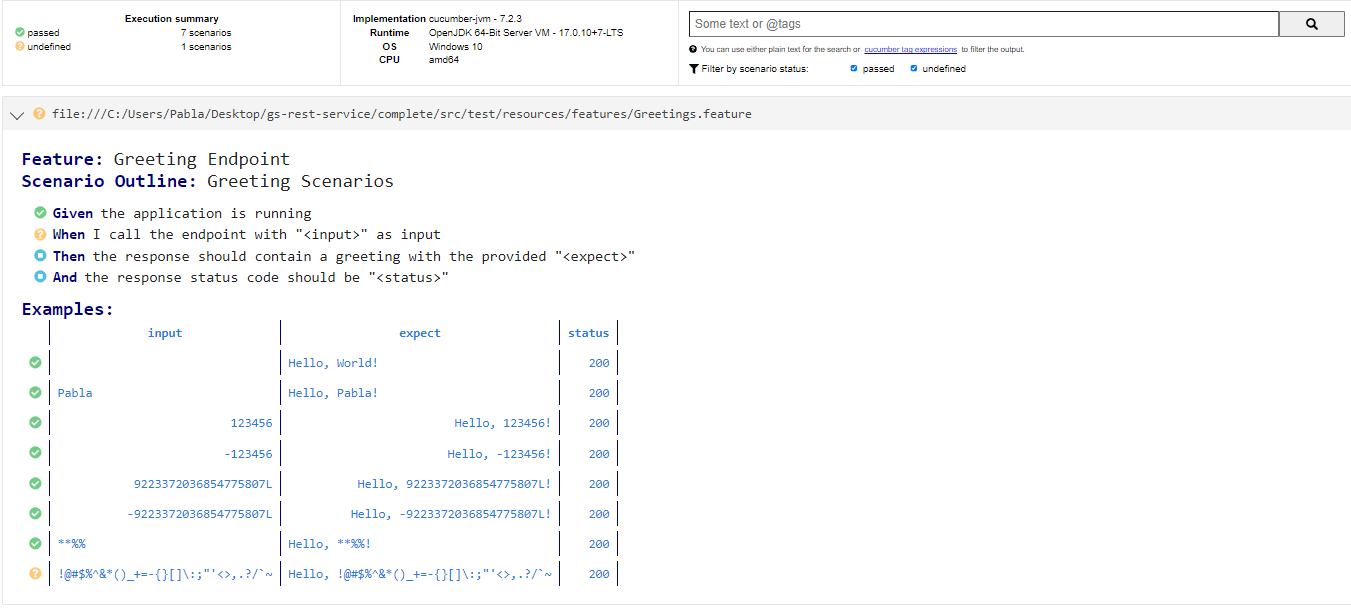 Execution summary
passed 7 scenarios
undefined 1 scenarios
Implementation cucumber-jvm - 7.2.3
Runtime OpenJDK 64-Bit Server VM - 17.0.10+7-LTS
OS Windows 10
CPU amd64
Some text or @tags
You can use either plain text for the search or cucumber tag expressions to filter the output.
Filter by scenario status: passed undefined
file:///C:/Users/Pabla/Desktop/gs-rest-service/complete/src/test/resources/features/Greetings.feature
Feature: Greeting Endpoint
Scenario Outline: Greeting Scenarios
Given the application is running
When I call the endpoint with "<input>" as input
Then the response should contain a greeting with the provided "<expect>"
And the response status code should be "<status>"
Examples:
input expect status
Hello, World! 200
Pabla Hello, Pabla! 200
123456 Hello, 123456! 200
-123456 Hello, -123456! 200
9223372036854775807L Hello, 9223372036854775807L! 200
-9223372036854775807L Hello, -9223372036854775807L! 200
**%% Hello, **%%! 200
!@#$%^&*()_+=-{}[]\:;"'<>,.?/`~ Hello, !@#$%^&*()_+=-{}[]\:;"'<>,.?/`~ 200